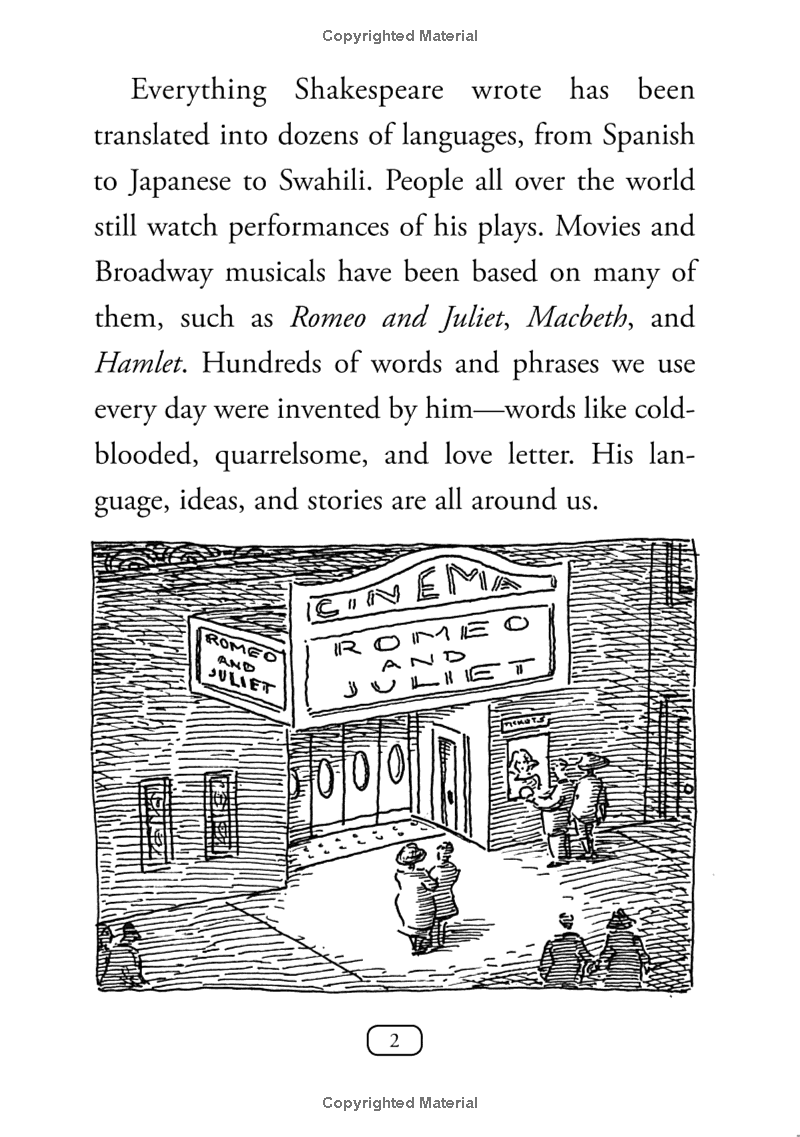 Copyrighted Material
Everything Shakespeare wrote has been
translated into dozens of languages, from Spanish
to Japanese to Swahili. People all over the world
still watch performances of his plays. Movies and
Broadway musicals have been based on many of
them, such as Romeo and Juliet, Macbeth, and
Hamlet. Hundreds of words and phrases we use
every day were invented by him—words like cold-
blooded, quarrelsome, and love letter. His lan-
guage, ideas, and stories are all around us.
CINEMA
ROMEO
AND
JULIET
ROMEO
AND
JULIET
TICKETS
2
Copyrighted Material